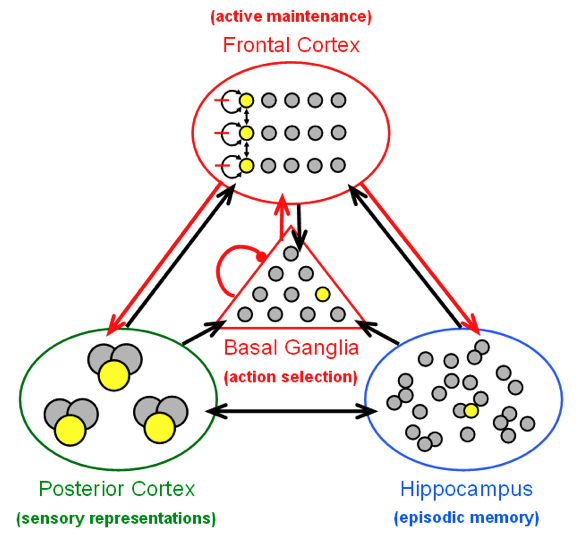 (active maintenance)
Frontal Cortex
Basal Ganglia
(action selection)
Posterior Cortex
(sensory representations)
Hippocampus
(episodic memory)